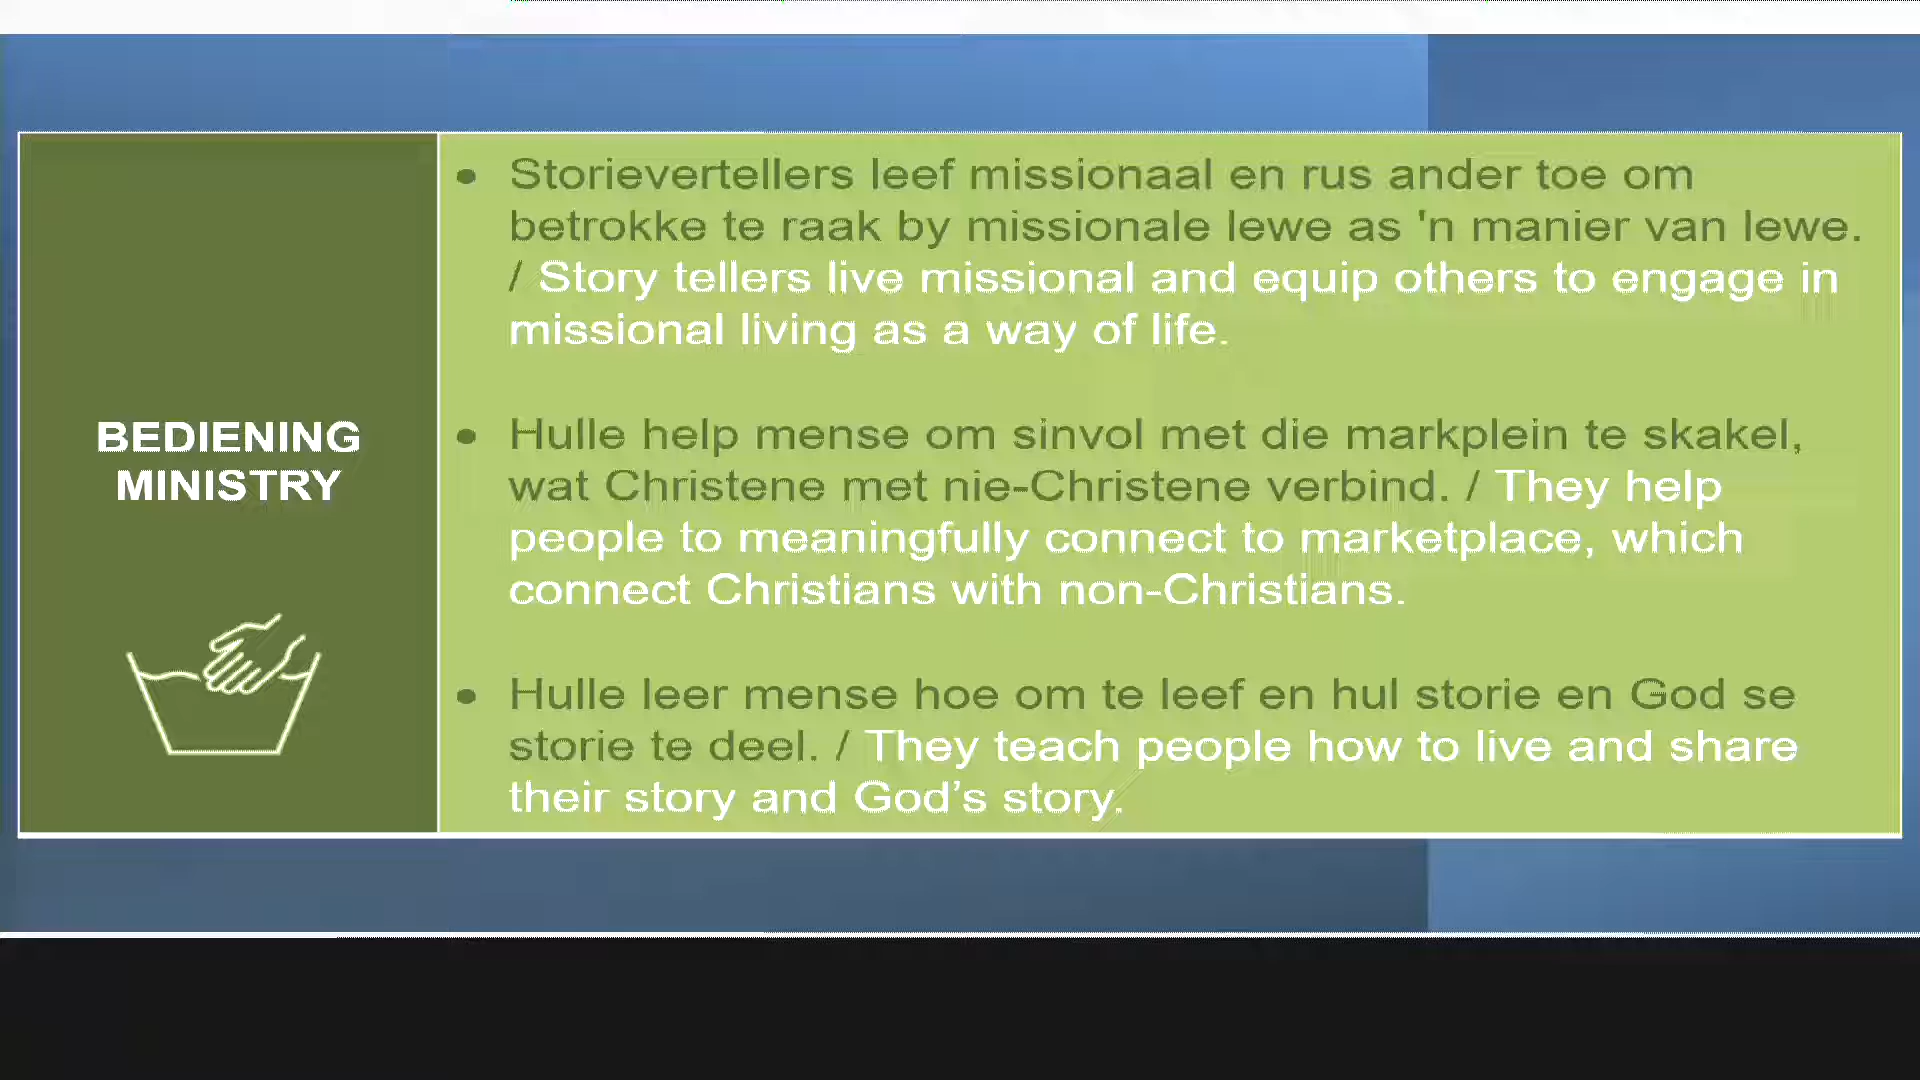 BEDIENING
MINISTRY
• Storievertellers leef missionaal en rus ander toe om
betrokke te raak by missionale lewe as 'n manier van lewe.
/ Story tellers live missional and equip others to engage in
missional living as a way of life.
• Hulle help mense om sinvol met die markplein te skakel,
wat Christene met nie-Christene verbind. / They help
people to meaningfully connect to marketplace, which
connect Christians with non-Christians.
• Hulle leer mense hoe om te leef en hul storie en God se
storie te deel. / They teach people how to live and share
their story and God’s story.